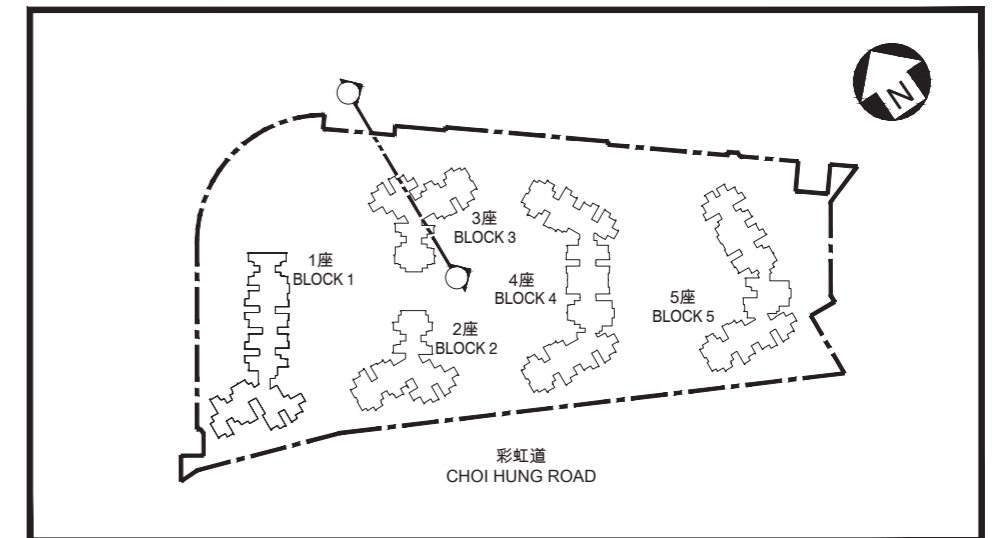 N
3座
BLOCK 3
1座
BLOCK 1
4座
BLOCK 4
5座
BLOCK 5
2座
BLOCK 2
彩虹道
CHOI HUNG ROAD